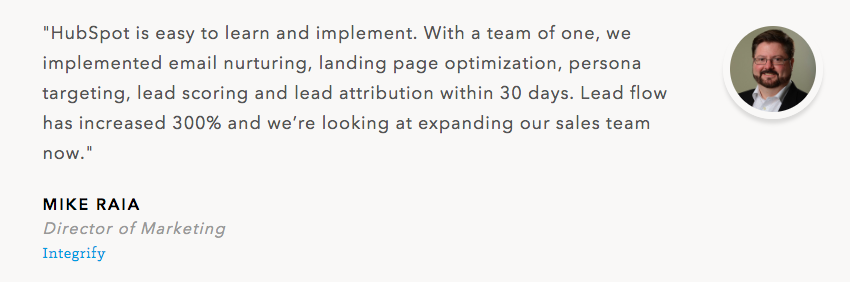 "HubSpot is easy to learn and implement. With a team of one, we
implemented email nurturing, landing page optimization, persona
targeting, lead scoring and lead attribution within 30 days. Lead flow
has increased 300% and we’re looking at expanding our sales team
now."
MIKE RAIA
Director of Marketing
Integrify